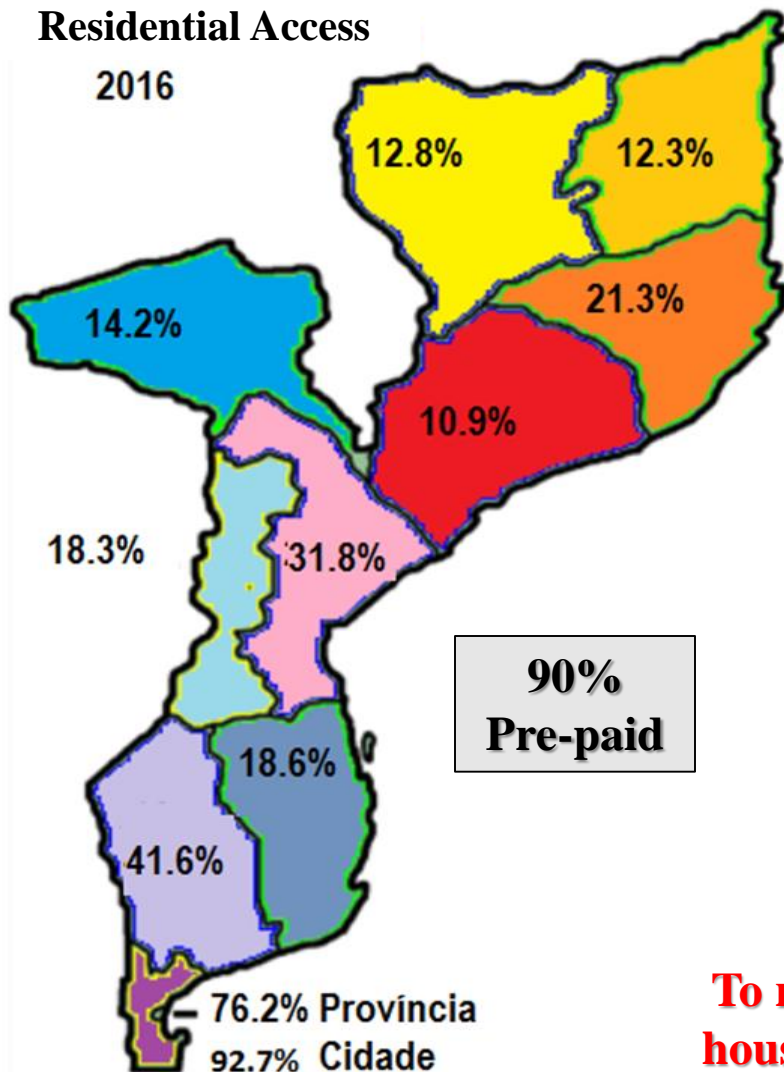 Residential Access
2016
12.8%
12.3%
14.2%
21.3%
10.9%
18.3%
31.8%
90%
Pre-paid
18.6%
41.6%
76.2% Província
92.7% Cidade
To